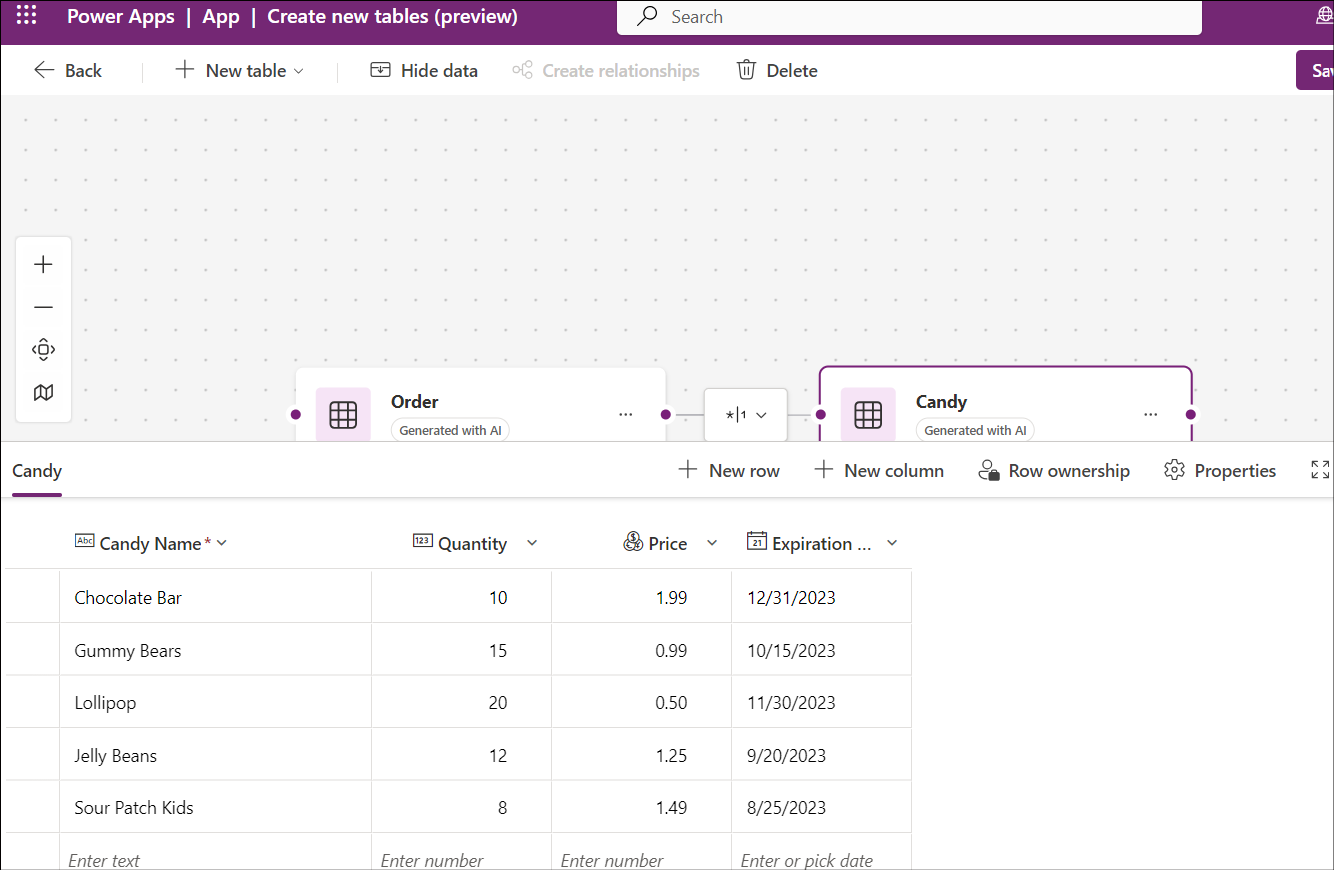 Power Apps | App | Create new tables (preview)
Search
Back
New table
Hide data
Create relationships
Delete
Sav
Order
Generated with AI
*|1
Candy
Generated with AI
Candy
New row
New column
Row ownership
Properties
Abc Candy Name * 123 Quantity Price 21 Expiration ...
Chocolate Bar 10 1.99 12/31/2023
Gummy Bears 15 0.99 10/15/2023
Lollipop 20 0.50 11/30/2023
Jelly Beans 12 1.25 9/20/2023
Sour Patch Kids 8 1.49 8/25/2023
Enter text Enter number Enter number Enter or pick date